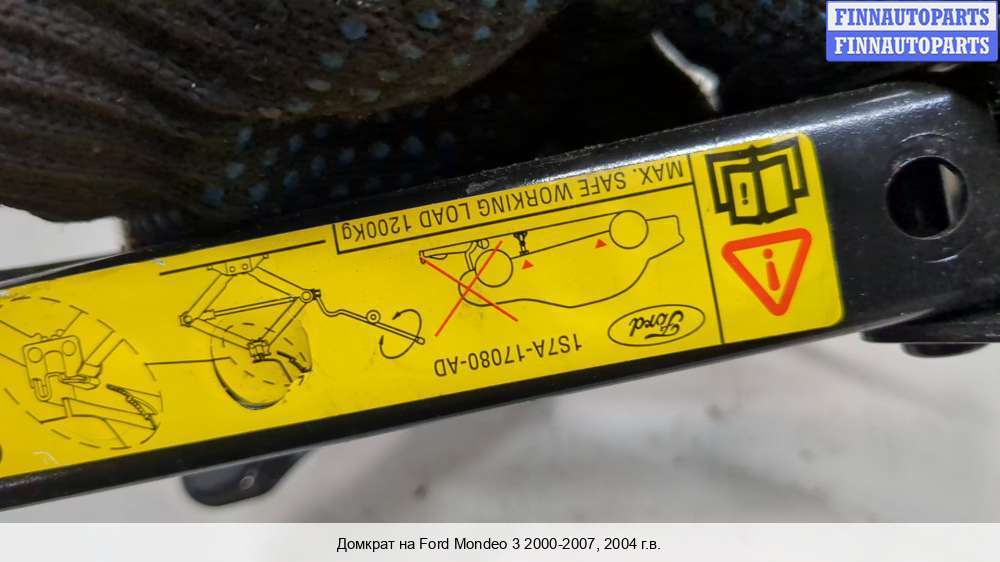 FINNAUTOPARTS
FINNAUTOPARTS
MAX. SAFE WORKING LOAD 1200Kg
Ford
1S7A-17080-AD
Домкрат на Ford Mondeo 3 2000-2007, 2004 г.в.